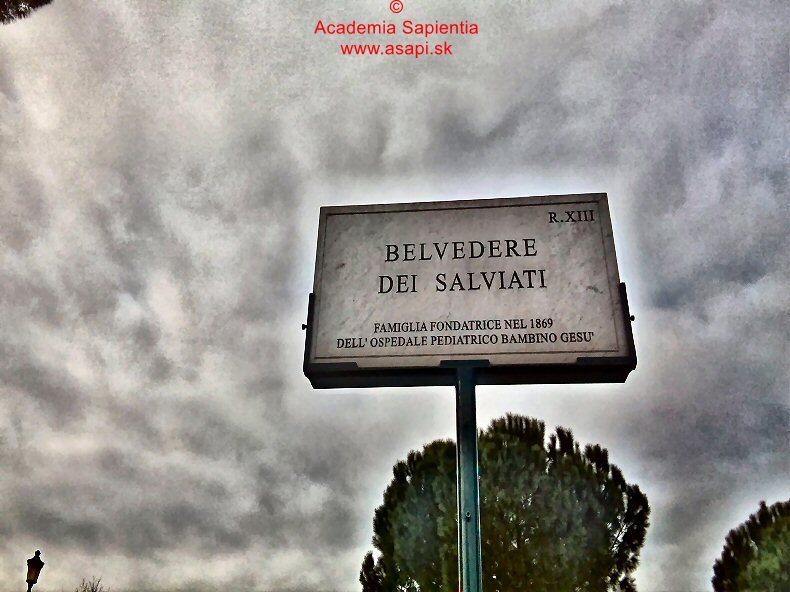 ©
Academia Sapientia
www.asapi.sk
R.XIII
BELVEDERE
DEI SALVIATI
FAMIGLIA FONDATRICE NEL 1869
DELL' OSPEDALE PEDIATRICO BAMBINO GESU'